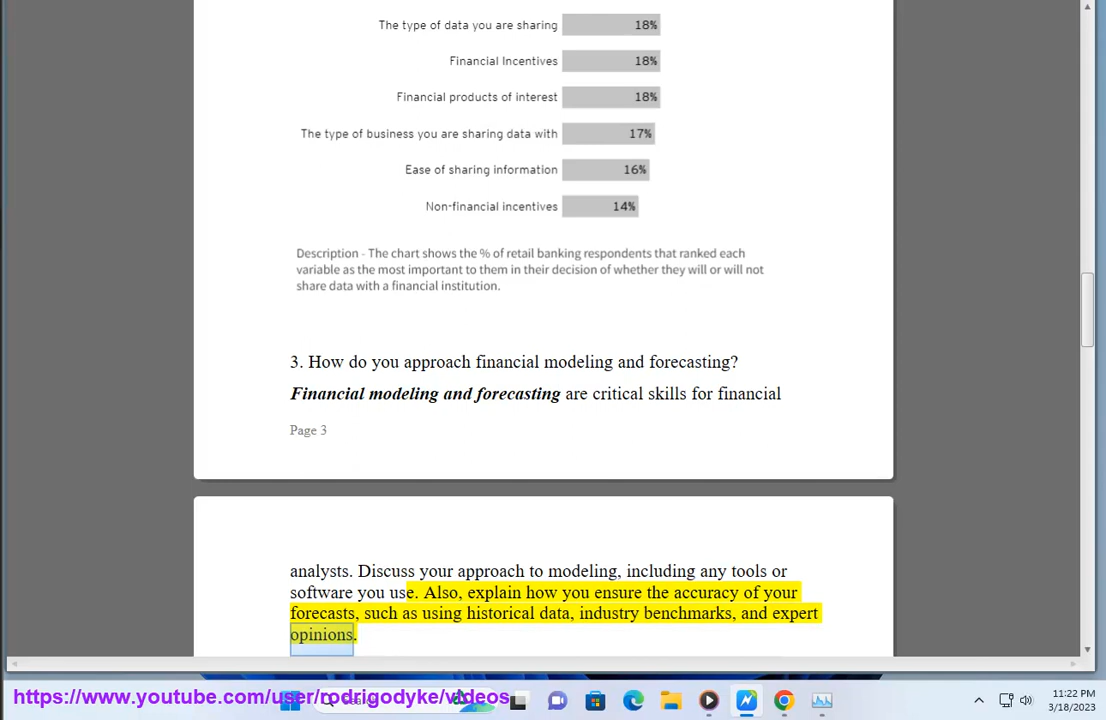 The type of data you are sharing 18%
Financial Incentives 18%
Financial products of interest 18%
The type of business you are sharing data with 17%
Ease of sharing information 16%
Non-financial incentives 14%
Description - The chart shows the % of retail banking respondents that ranked each
variable as the most important to them in their decision of whether they will or will not
share data with a financial institution.
3. How do you approach financial modeling and forecasting?
Financial modeling and forecasting are critical skills for financial
Page 3
analysts. Discuss your approach to modeling, including any tools or
software you use. Also, explain how you ensure the accuracy of your
forecasts, such as using historical data, industry benchmarks, and expert
opinions.
https://www.youtube.com/user/rodrigodyke/videos
11:22 PM
3/18/2023